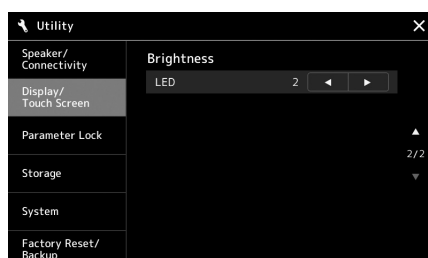 Utility
Speaker/
Connectivity
Display/
Touch Screen
Parameter Lock
Storage
System
Factory Reset/
Backup
Brightness
LED 2
2/2